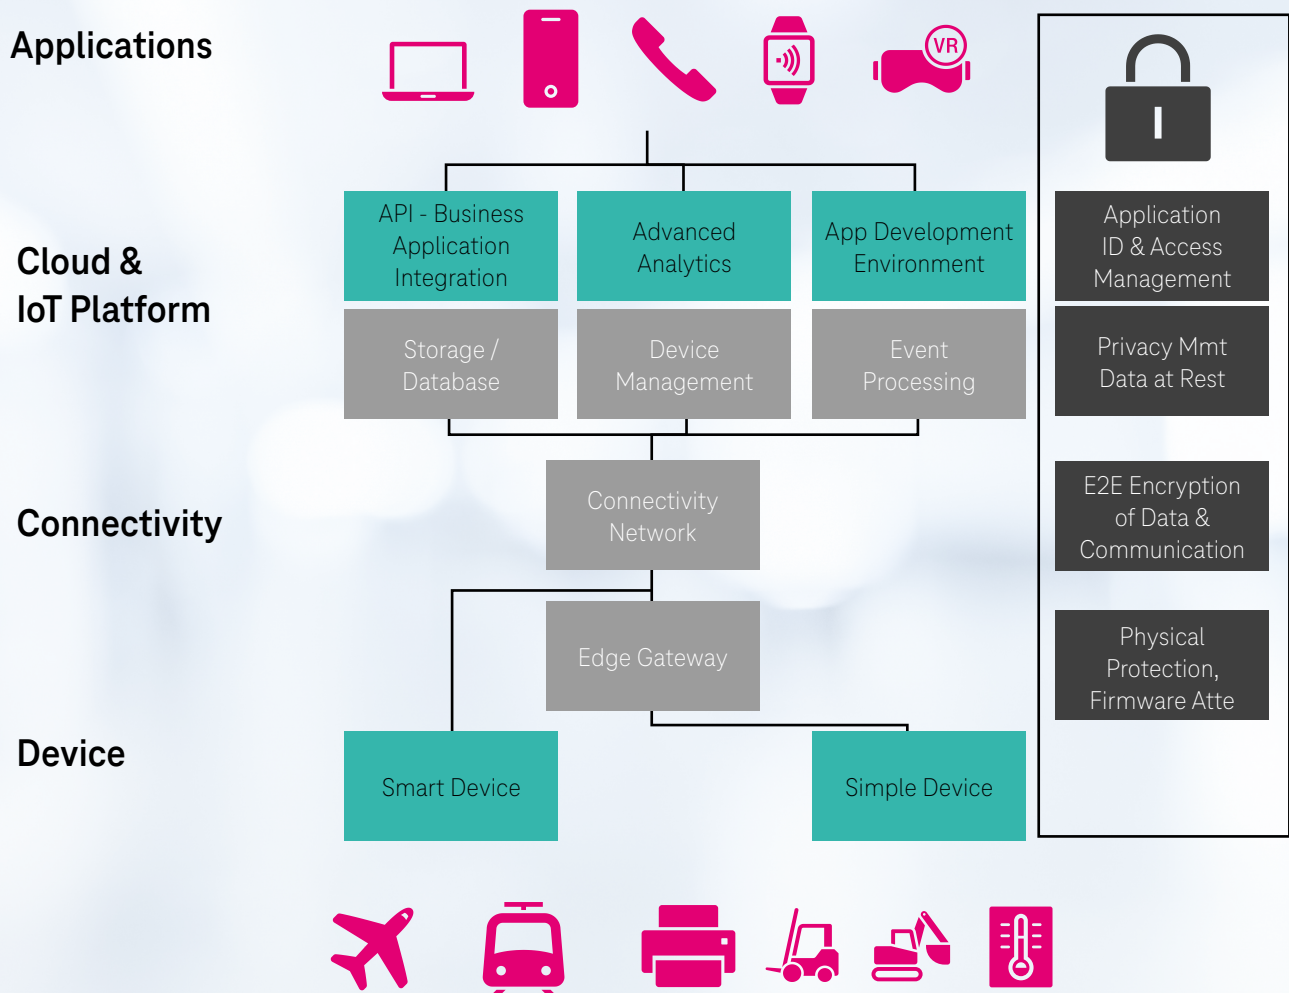 Applications
VR
API - Business
Application
Integration
Advanced
Analytics
App Development
Environment
Application
ID & Access
Management
Cloud &
IoT Platform
Storage /
Database
Device
Management
Event
Processing
Privacy Mmt
Data at Rest
Connectivity
Connectivity
Network
E2E Encryption
of Data &
Communication
Edge Gateway
Physical
Protection,
Firmware Atte
Device
Smart Device
Simple Device